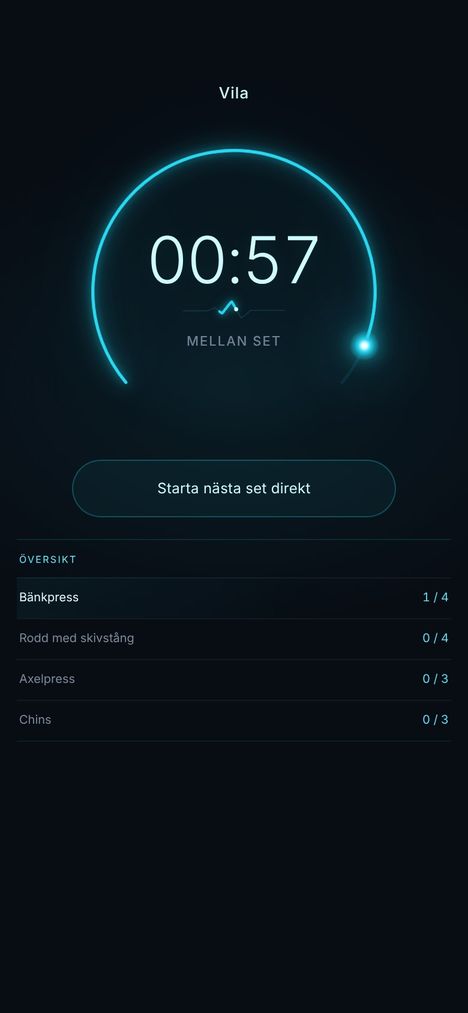 Vila
00:57
MELLAN SET
Starta nästa set direkt
ÖVERSIKT
Bänkpress 1 / 4
Rodd med skivstång 0 / 4
Axelpress 0 / 3
Chins 0 / 3